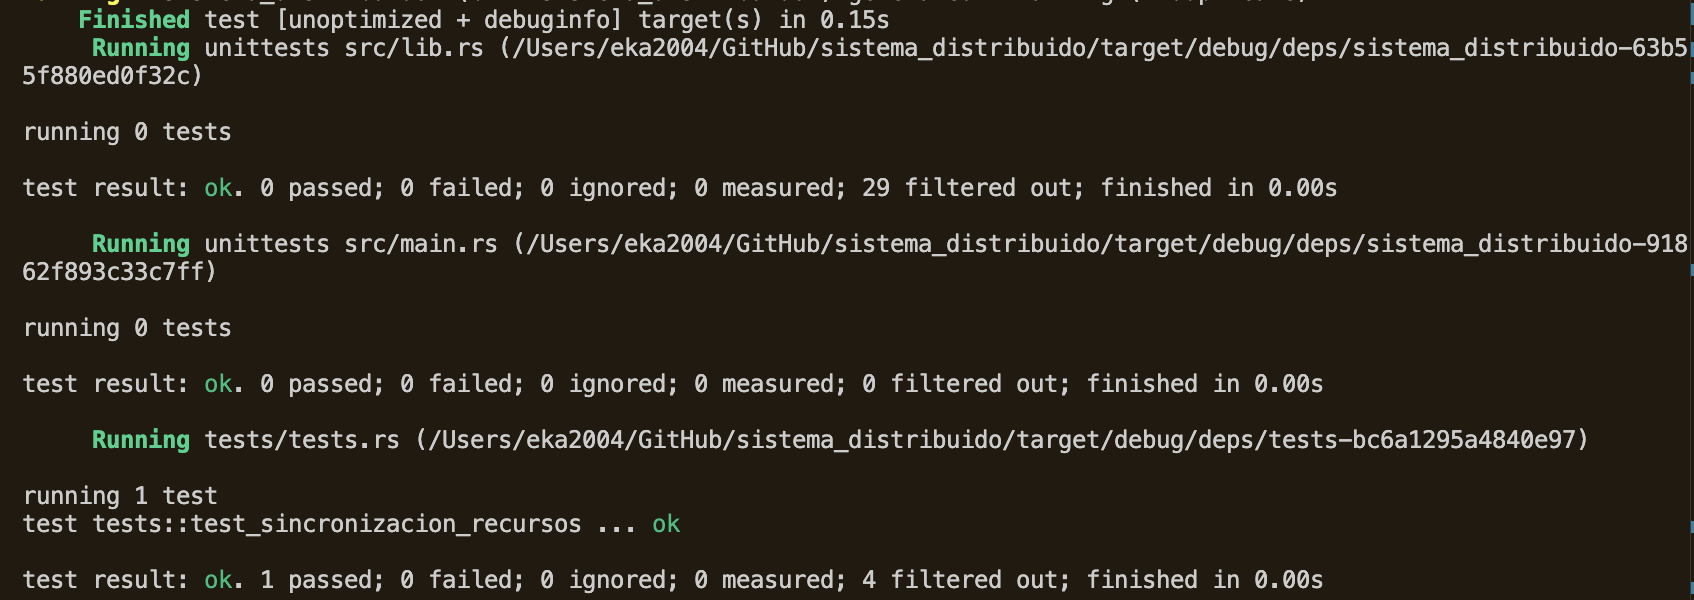 Finished test [unoptimized + debuginfo] target(s) in 0.15s
Running unittests src/lib.rs (/Users/eka2004/GitHub/sistema_distribuido/target/debug/deps/sistema_distribuido-63b5
5f880ed0f32c)
running 0 tests
test result: ok. 0 passed; 0 failed; 0 ignored; 0 measured; 29 filtered out; finished in 0.00s
Running unittests src/main.rs (/Users/eka2004/GitHub/sistema_distribuido/target/debug/deps/sistema_distribuido-918
62f893c33c7ff)
running 0 tests
test result: ok. 0 passed; 0 failed; 0 ignored; 0 measured; 0 filtered out; finished in 0.00s
Running tests/tests.rs (/Users/eka2004/GitHub/sistema_distribuido/target/debug/deps/tests-bc6a1295a4840e97)
running 1 test
test tests::test_sincronizacion_recursos ... ok
test result: ok. 1 passed; 0 failed; 0 ignored; 0 measured; 4 filtered out; finished in 0.00s